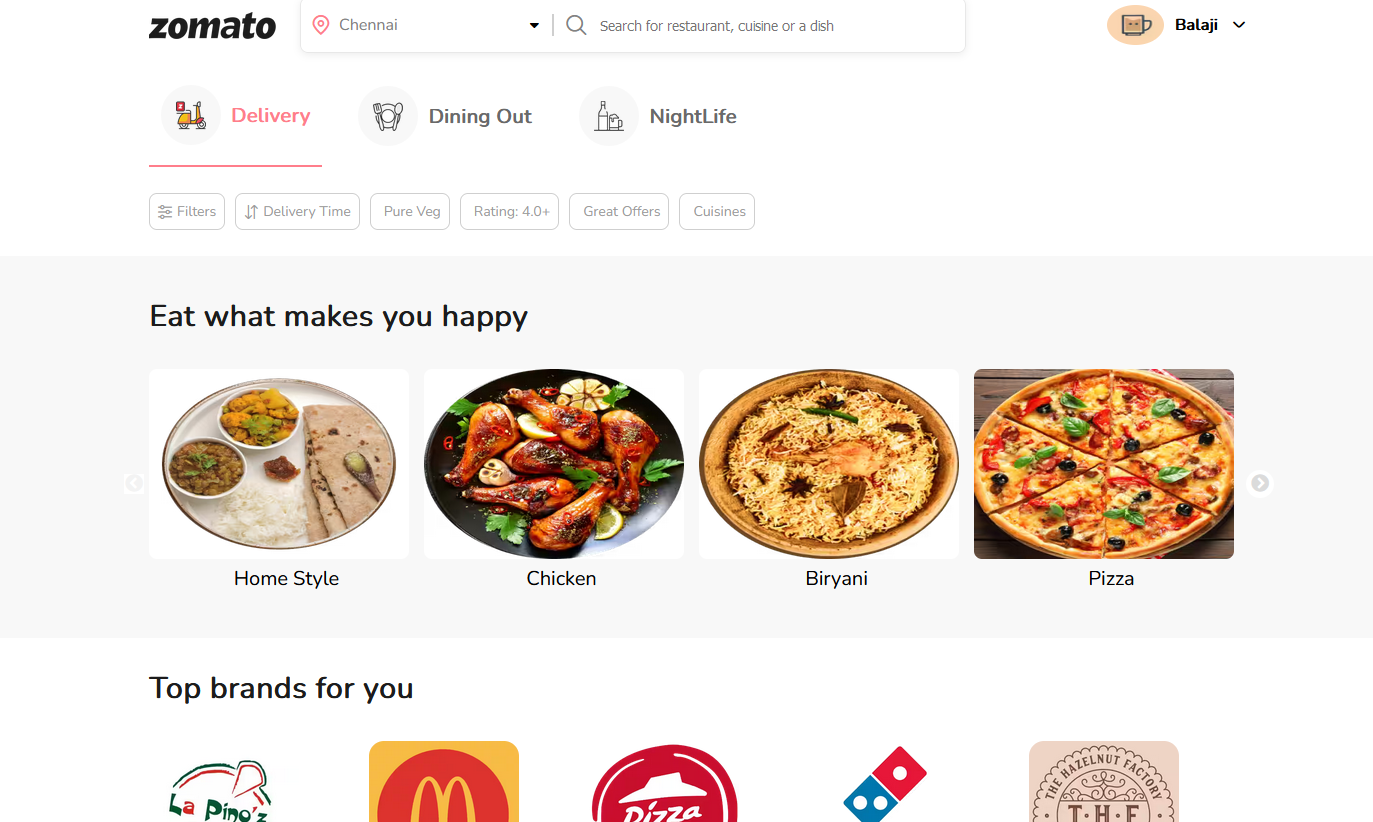 zomato
Chennai
Search for restaurant, cuisine or a dish
Balaji
Delivery
Dining Out
NightLife
Filters
Delivery Time
Pure Veg
Rating: 4.0+
Great Offers
Cuisines
Eat what makes you happy
Home Style
Chicken
Biryani
Pizza
Top brands for you
La Pino'z
Pizza
THE HAZELNUT FACTORY
T·H·F